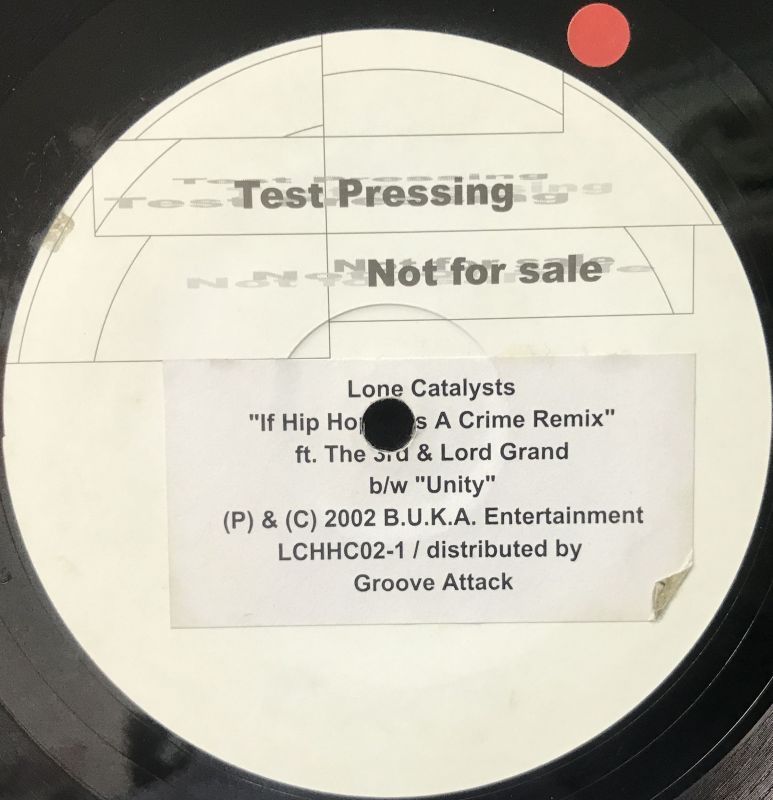 Test Pressing
Not for sale
Lone Catalysts
"If Hip Ho s A Crime Remix"
ft. The 3rd & Lord Grand
b/w "Unity"
(P) & (C) 2002 B.U.K.A. Entertainment
LCHHC02-1 / distributed by
Groove Attack